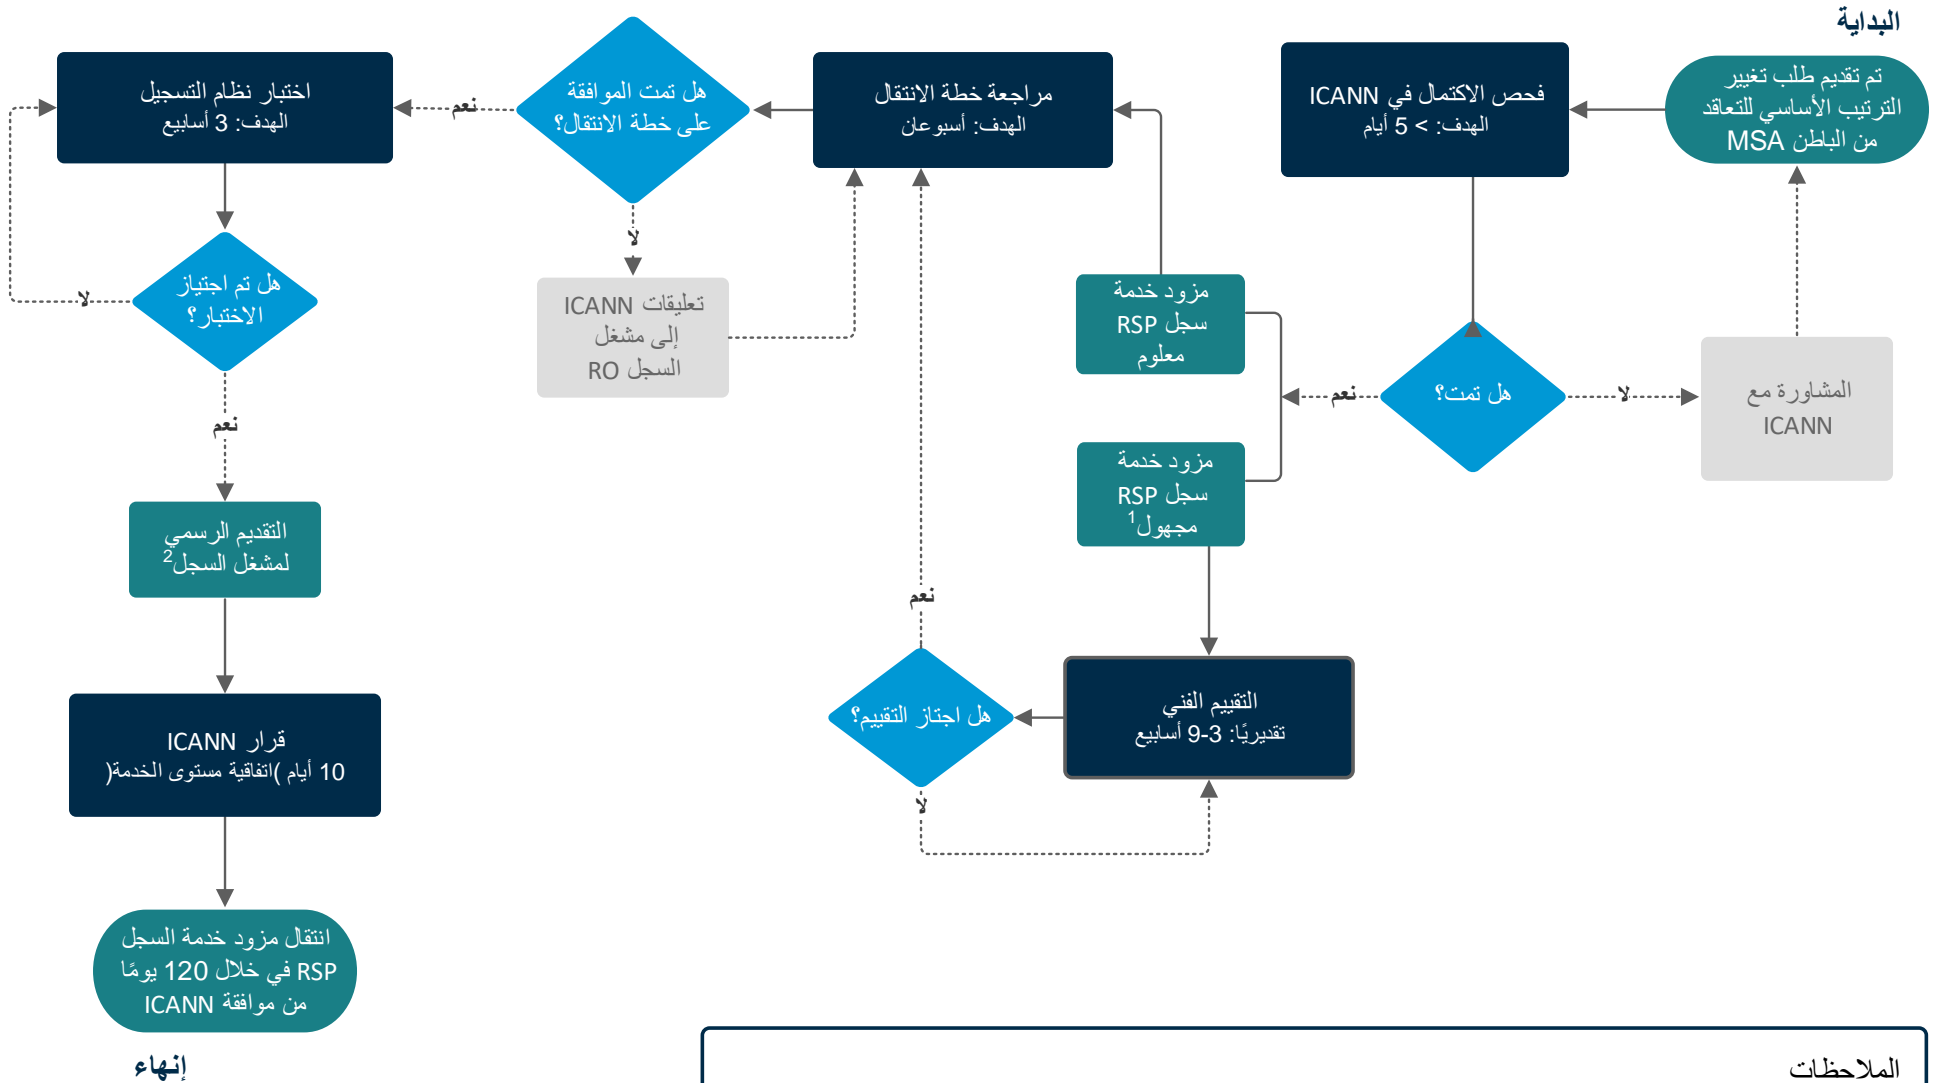 البداية
تم تقديم طلب تغيير
الترتيب الأساسي للتعاقد
من الباطن MSA
فحص الاكتمال في ICANN
الهدف: > 5 أيام
هل تمت؟
لا
المشاورة مع
ICANN
نعم
مزود خدمة
سجل RSP
معلوم
مزود خدمة
سجل RSP
مجهول1
التقييم الفني
تقديريًا: 3-9 أسابيع
هل اجتاز التقييم؟
لا
نعم
مراجعة خطة الانتقال
الهدف: أسبوعان
هل تمت الموافقة
على خطة الانتقال؟
لا
تعليقات ICANN
إلى مشغل
السجل RO
نعم
اختبار نظام التسجيل
الهدف: 3 أسابيع
هل تم اجتياز
الاختبار؟
لا
نعم
التقديم الرسمي
لمشغل السجل2
قرار ICANN
10 أيام )اتفاقية مستوى الخدمة(
انتقال مزود خدمة السجل
RSP في خلال 120 يومًا
من موافقة ICANN
إنهاء
الملاحظات